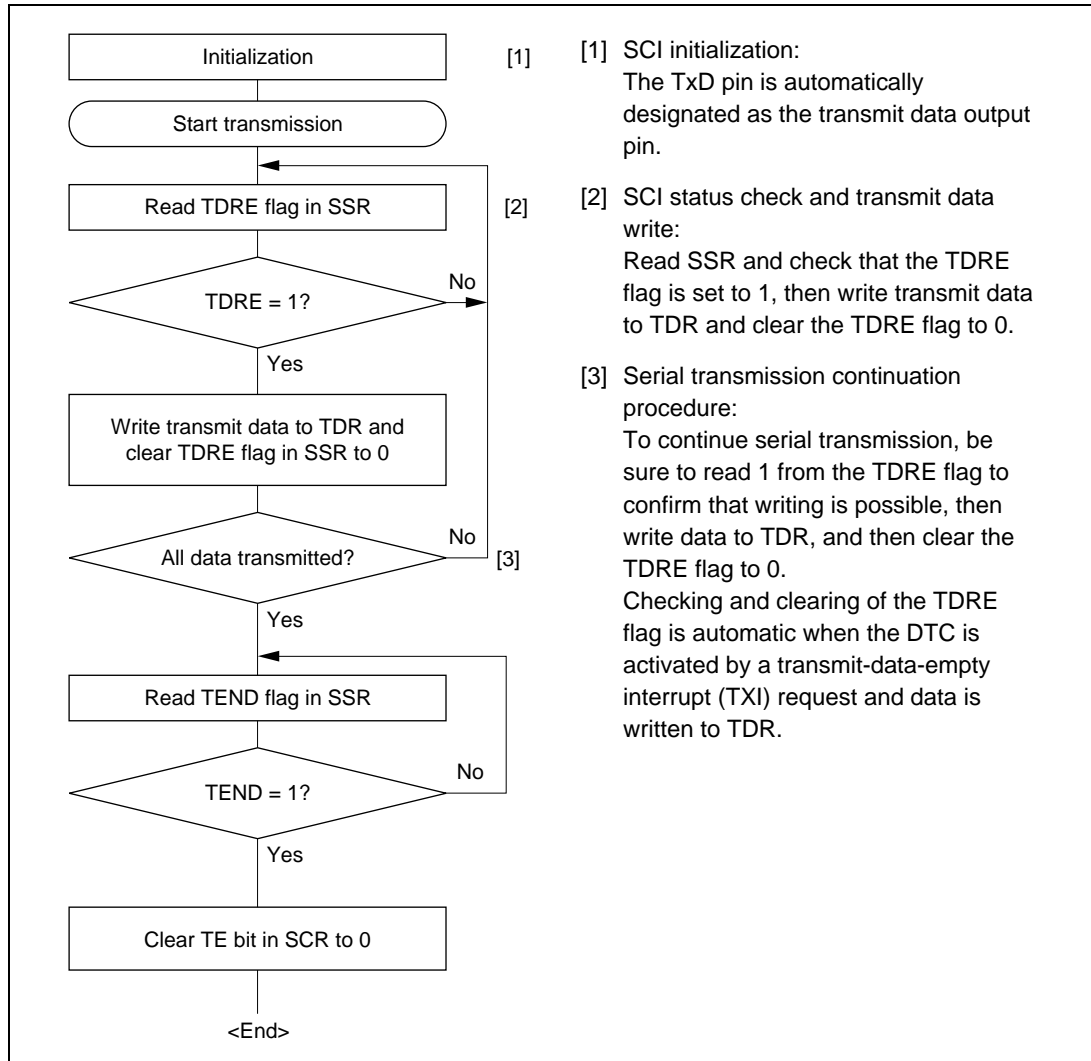 Initialization
[1]
Start transmission
Read TDRE flag in SSR
[2]
TDRE = 1?
No
Yes
Write transmit data to TDR and
clear TDRE flag in SSR to 0
All data transmitted?
No
[3]
Yes
Read TEND flag in SSR
TEND = 1?
No
Yes
Clear TE bit in SCR to 0
<End>
[1] SCI initialization:
The TxD pin is automatically
designated as the transmit data output
pin.
[2] SCI status check and transmit data
write:
Read SSR and check that the TDRE
flag is set to 1, then write transmit data
to TDR and clear the TDRE flag to 0.
[3] Serial transmission continuation
procedure:
To continue serial transmission, be
sure to read 1 from the TDRE flag to
confirm that writing is possible, then
write data to TDR, and then clear the
TDRE flag to 0.
Checking and clearing of the TDRE
flag is automatic when the DTC is
activated by a transmit-data-empty
interrupt (TXI) request and data is
written to TDR.